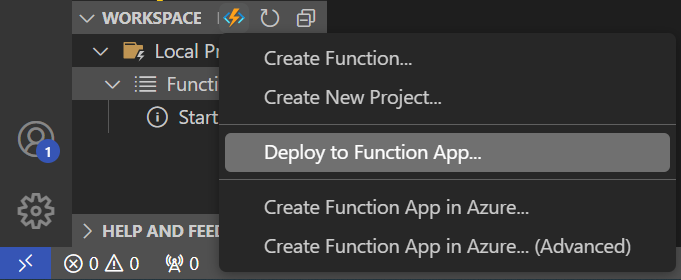 WORKSPACE
Local Pr
Functi
Start
HELP AND FEED
Create Function...
Create New Project...
Deploy to Function App...
Create Function App in Azure...
Create Function App in Azure... (Advanced)
1
0 0 0